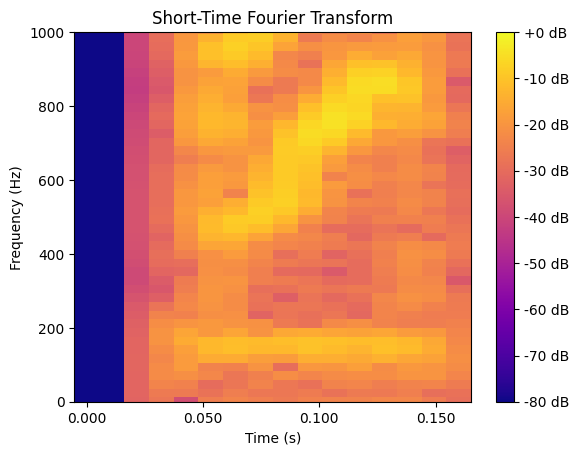 Short-Time Fourier Transform
Frequency (Hz)
1000
800
600
400
200
0
0.000
0.050
0.100
0.150
Time (s)
+0 dB
-10 dB
-20 dB
-30 dB
-40 dB
-50 dB
-60 dB
-70 dB
-80 dB